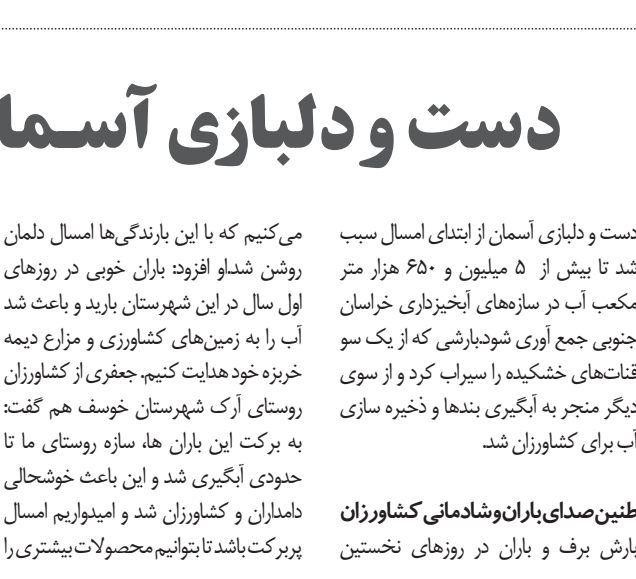 دست و دلبازی آسما
دست و دلبازی آسمان از ابتدای امسال سبب
شد تا بیش از ۵ میلیون و ۶۵۰ هزار متر
مکعب آب در سازه‌های آبخیزداری خراسان
جنوبی جمع آوری شود.بارشی که از یک سو
قنات‌های خشکیده را سیراب کرد و از سوی
دیگر منجر به آبگیری بندها و ذخیره سازی
آب برای کشاورزان شد.
طنین صدای باران و شادمانی کشاورزان
بارش برف و باران در روزهای نخستین
می‌کنیم که با این بارندگی‌ها امسال دلمان
روشن شد.او افزود: باران خوبی در روزهای
اول سال در این شهرستان بارید و باعث شد
آب را به زمین‌های کشاورزی و مزارع دیمه
خربزه خود هدایت کنیم. جعفری از کشاورزان
روستای آرک شهرستان خوسف هم گفت:
به برکت این باران ها، سازه روستای ما تا
حدودی آبگیری شد و این باعث خوشحالی
دامداران و کشاورزان شد و امیدواریم امسال
پربرکت باشد تا بتوانیم محصولات بیشتری را